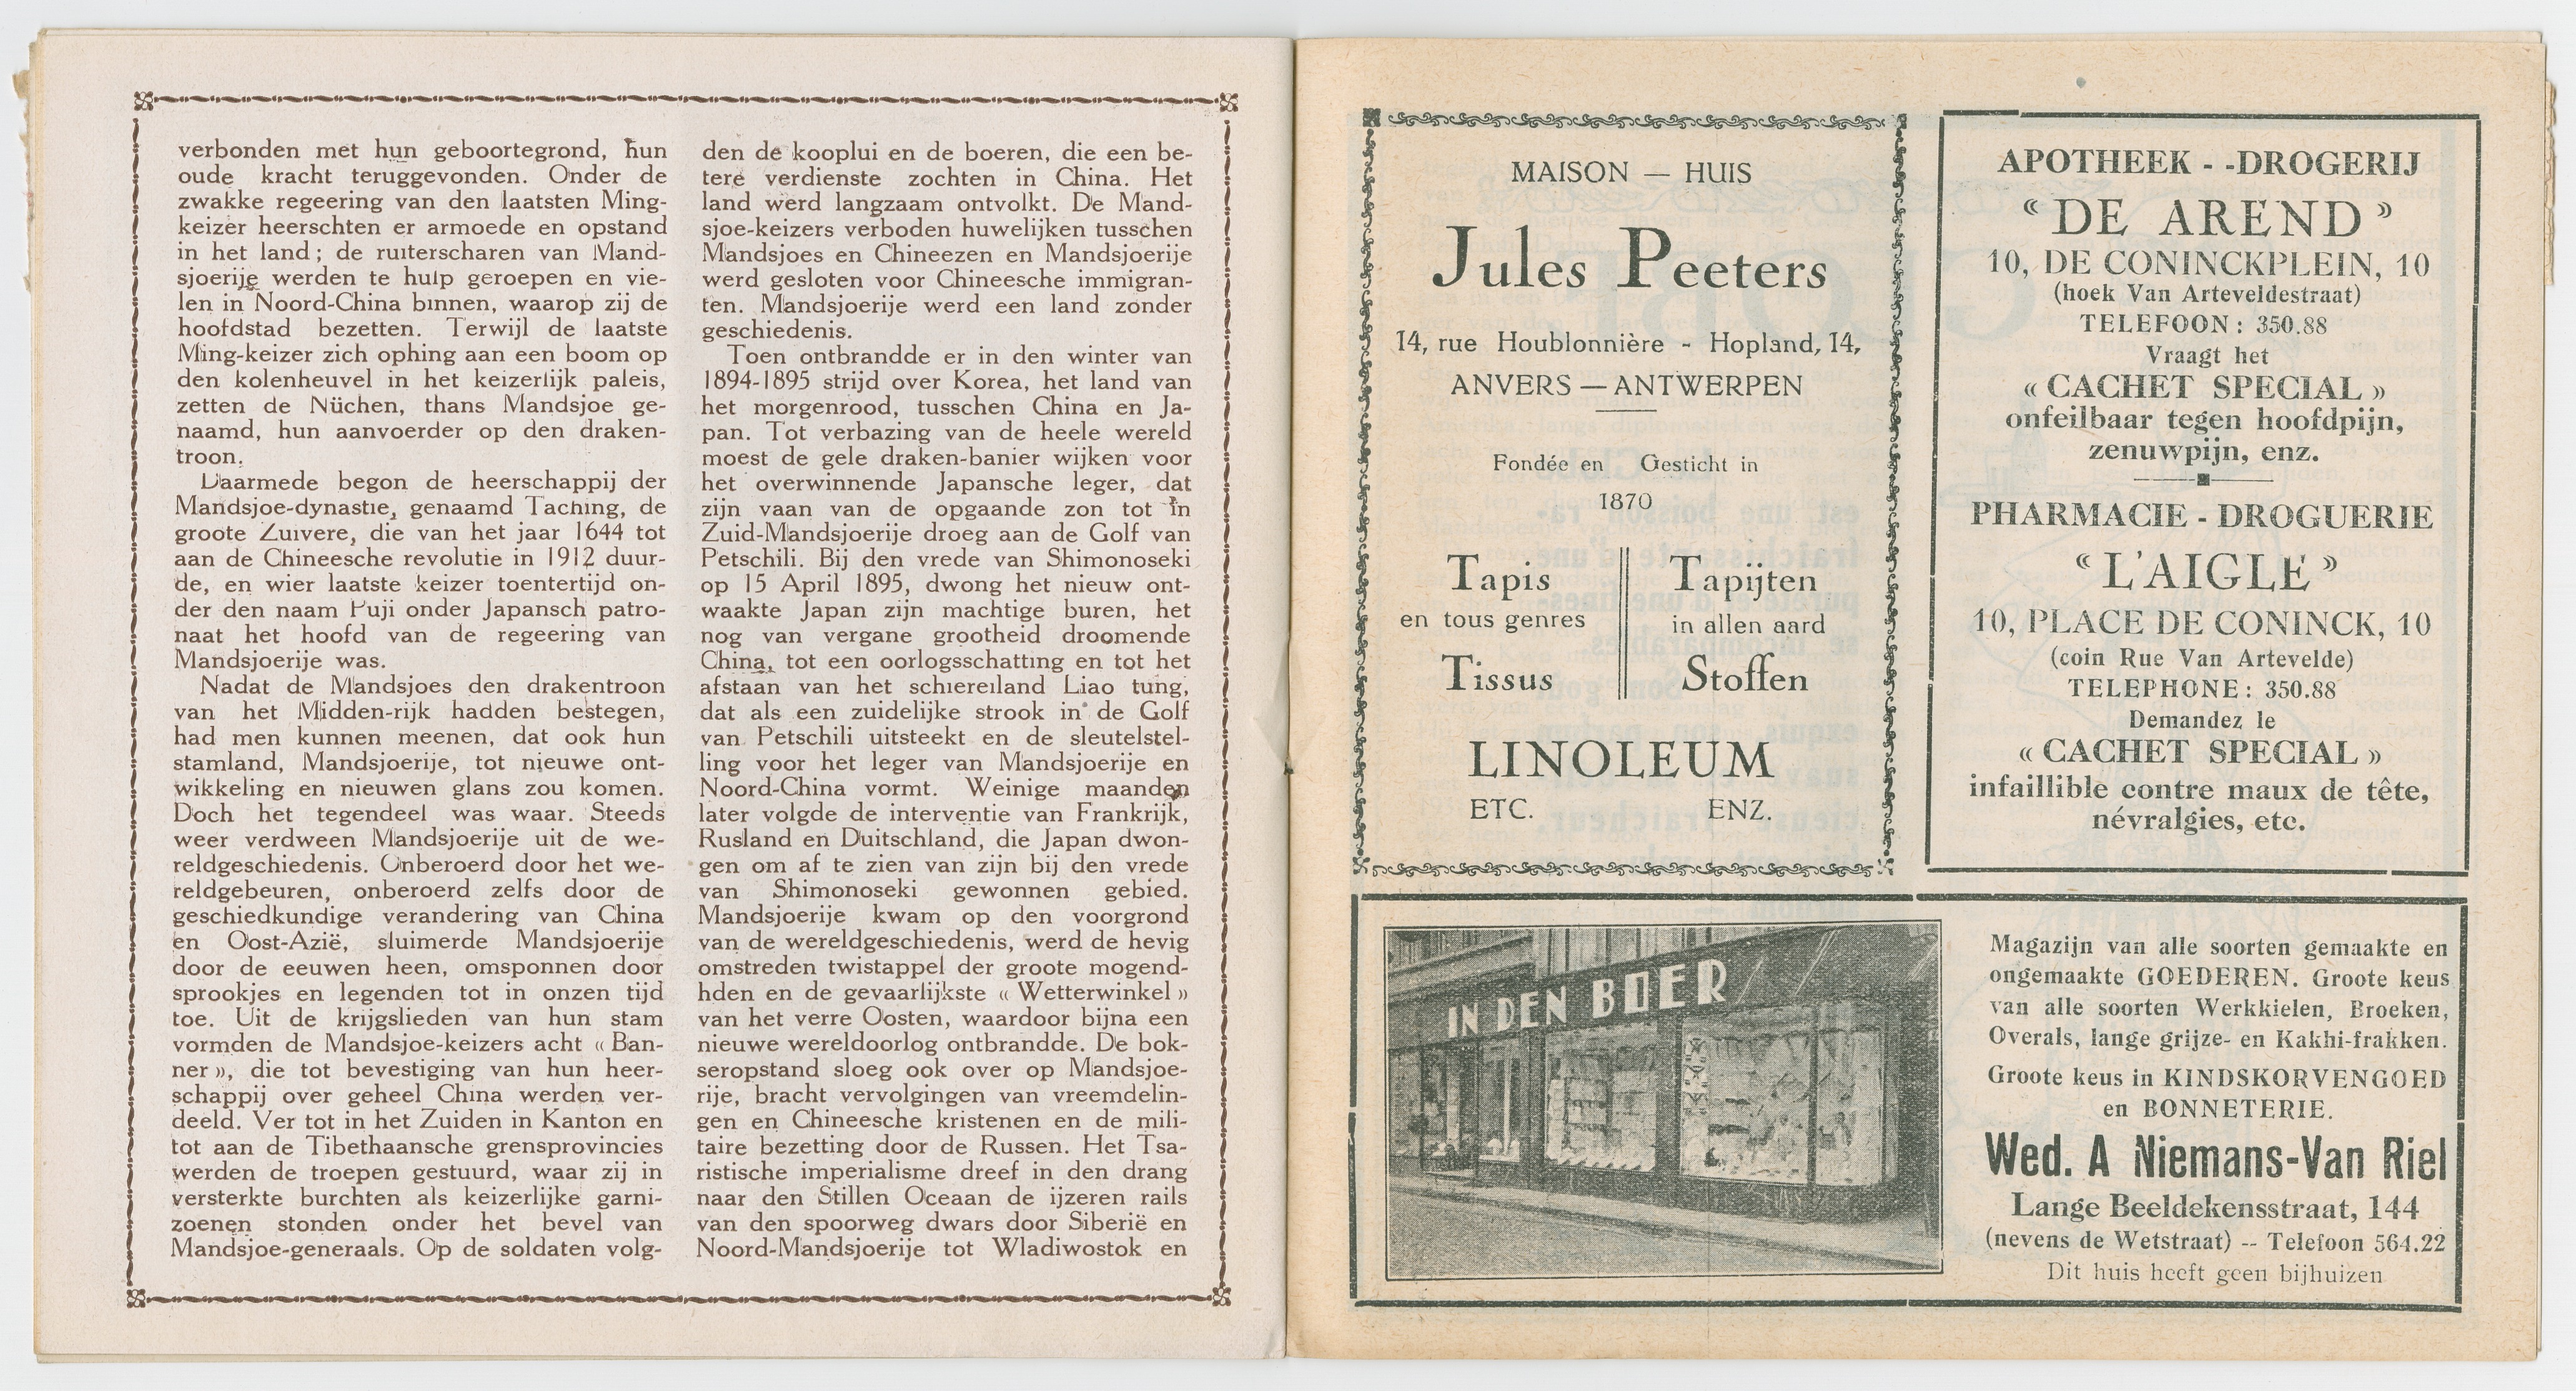 verbonden met hun geboortegrond, hun
oude kracht teruggevonden. Onder de
zwakke regeering van den laatsten Ming-
keizer heerschten er armoede en opstand
in het land; de ruiterscharen van Mand-
sjoerije werden te hulp geroepen en vie-
len in Noord-China binnen, waarop zij de
hoofdstad bezetten. Terwijl de laatste
Ming-keizer zich ophing aan een boom op
den kolenheuvel in het keizerlijk paleis,
zetten de Nüchen, thans Mandsjoe ge-
naamd, hun aanvoerder op den draken-
troon.
Daarmede begon de heerschappij der
Mandsjoe-dynastie, genaamd Taching, de
groote Zuivere, die van het jaar 1644 tot
aan de Chineesche revolutie in 1912 duur-
de, en wier laatste keizer toentertijd on-
der den naam Puji onder Japansch patro-
naat het hoofd van de regeering van
Mandsjoerije was.
Nadat de Mandsjoes den drakentroon
van het Midden-rijk hadden bestegen,
had men kunnen meenen, dat ook hun
stamland, Mandsjoerije, tot nieuwe ont-
wikkeling en nieuwen glans zou komen.
Doch het tegendeel was waar. Steeds
weer verdween Mandsjoerije uit de we-
reldgeschiedenis. Onberoerd door het we-
reldgebeuren, onberoerd zelfs door de
geschiedkundige verandering van China
en Oost-Azië, sluimerde Mandsjoerije
door de eeuwen heen, omsponnen door
sprookjes en legenden tot in onzen tijd
toe. Uit de krijgslieden van hun stam
vormden de Mandsjoe-keizers acht « Ban-
ner », die tot bevestiging van hun heer-
schappij over geheel China werden ver-
deeld. Ver tot in het Zuiden in Kanton en
tot aan de Tibethaansche grensprovincies
werden de troepen gestuurd, waar zij in
versterkte burchten als keizerlijke garni-
zoenen stonden onder het bevel van
Mandsjoe-generaals. Op de soldaten volg-
den de kooplui en de boeren, die een be-
tere verdienste zochten in China. Het
land werd langzaam ontvolkt. De Mand-
sjoe-keizers verboden huwelijken tusschen
Mandsjoes en Chineezen en Mandsjoerije
werd gesloten voor Chineesche immigran-
ten. Mandsjoerije werd een land zonder
geschiedenis.
Toen ontbrandde er in den winter van
1894-1895 strijd over Korea, het land van
het morgenrood, tusschen China en Ja-
pan. Tot verbazing van de heele wereld
moest de gele draken-banier wijken voor
het overwinnende Japansche leger, dat
zijn vaan van de opgaande zon tot in
Zuid-Mandsjoerije droeg aan de Golf van
Petschili. Bij den vrede van Shimonoseki
op 15 April 1895, dwong het nieuw ont-
waakte Japan zijn machtige buren, het
nog van vergane grootheid droomende
China, tot een oorlogsschatting en tot het
afstaan van het schiereiland Liao tung,
dat als een zuidelijke strook in de Golf
van Petschili uitsteekt en de sleutelstel-
ling voor het leger van Mandsjoerije en
Noord-China vormt. Weinige maanden
later volgde de interventie van Frankrijk,
Rusland en Duitschland, die Japan dwon-
gen om af te zien van zijn bij den vrede
van Shimonoseki gewonnen gebied.
Mandsjoerije kwam op den voorgrond
van de wereldgeschiedenis, werd de hevig
omstreden twistappel der groote mogend-
hden en de gevaarlijkste « Wetterwinkel »
van het verre Oosten, waardoor bijna een
nieuwe wereldoorlog ontbrandde. De bok-
seropstand sloeg ook over op Mandsjoe-
rije, bracht vervolgingen van vreemdelin-
gen en Chineesche kristenen en de mili-
taire bezetting door de Russen. Het Tsa-
ristische imperialisme dreef in den drang
naar den Stillen Oceaan de ijzeren rails
van den spoorweg dwars door Siberië en
Noord-Mandsjoerije tot Wladiwostok en
MAISON — HUIS
Jules Peeters
14, rue Houblonnière - Hopland, 14,
ANVERS — ANTWERPEN
Fondée en Gesticht in
1870
Tapis
en tous genres
Tissus
Tapijten
in allen aard
Stoffen
LINOLEUM
ETC. ENZ.
APOTHEEK - -DROGERIJ
« DE AREND »
10, DE CONINCKPLEIN, 10
(hoek Van Arteveldestraat)
TELEFOON: 350.88
Vraagt het
« CACHET SPECIAL »
onfeilbaar tegen hoofdpijn,
zenuwpijn, enz.
PHARMACIE - DROGUERIE
« L'AIGLE »
10, PLACE DE CONINCK, 10
(coin Rue Van Artevelde)
TELEPHONE: 350.88
Demandez le
« CACHET SPECIAL »
infaillible contre maux de tête,
névralgies, etc.
IN DEN BOER
Magazijn van alle soorten gemaakte en
ongemaakte GOEDEREN. Groote keus
van alle soorten Werkkielen, Broeken,
Overals, lange grijze- en Kakhi-frakken.
Groote keus in KINDSKORVENGOED
en BONNETERIE.
Wed. A Niemans-Van Riel
Lange Beeldekensstraat, 144
(nevens de Wetstraat) -- Telefoon 564.22
Dit huis heeft geen bijhuizen